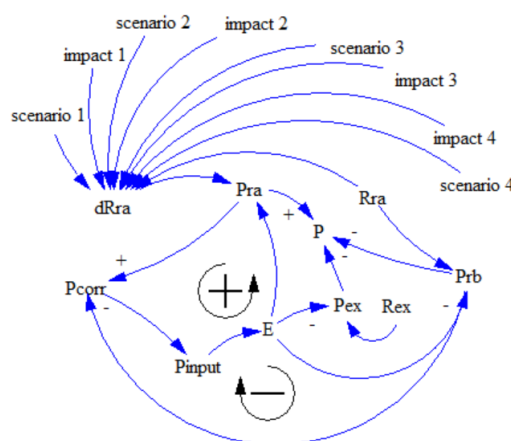 scenario 2
impact 2
impact 1
scenario 3
impact 3
scenario 1
impact 4
scenario 4
dRra
Pra
Rra
+
P
-
-
+
Pcorr
-
Pex
Rex
Prb
-
+
E
-
Pinput
-